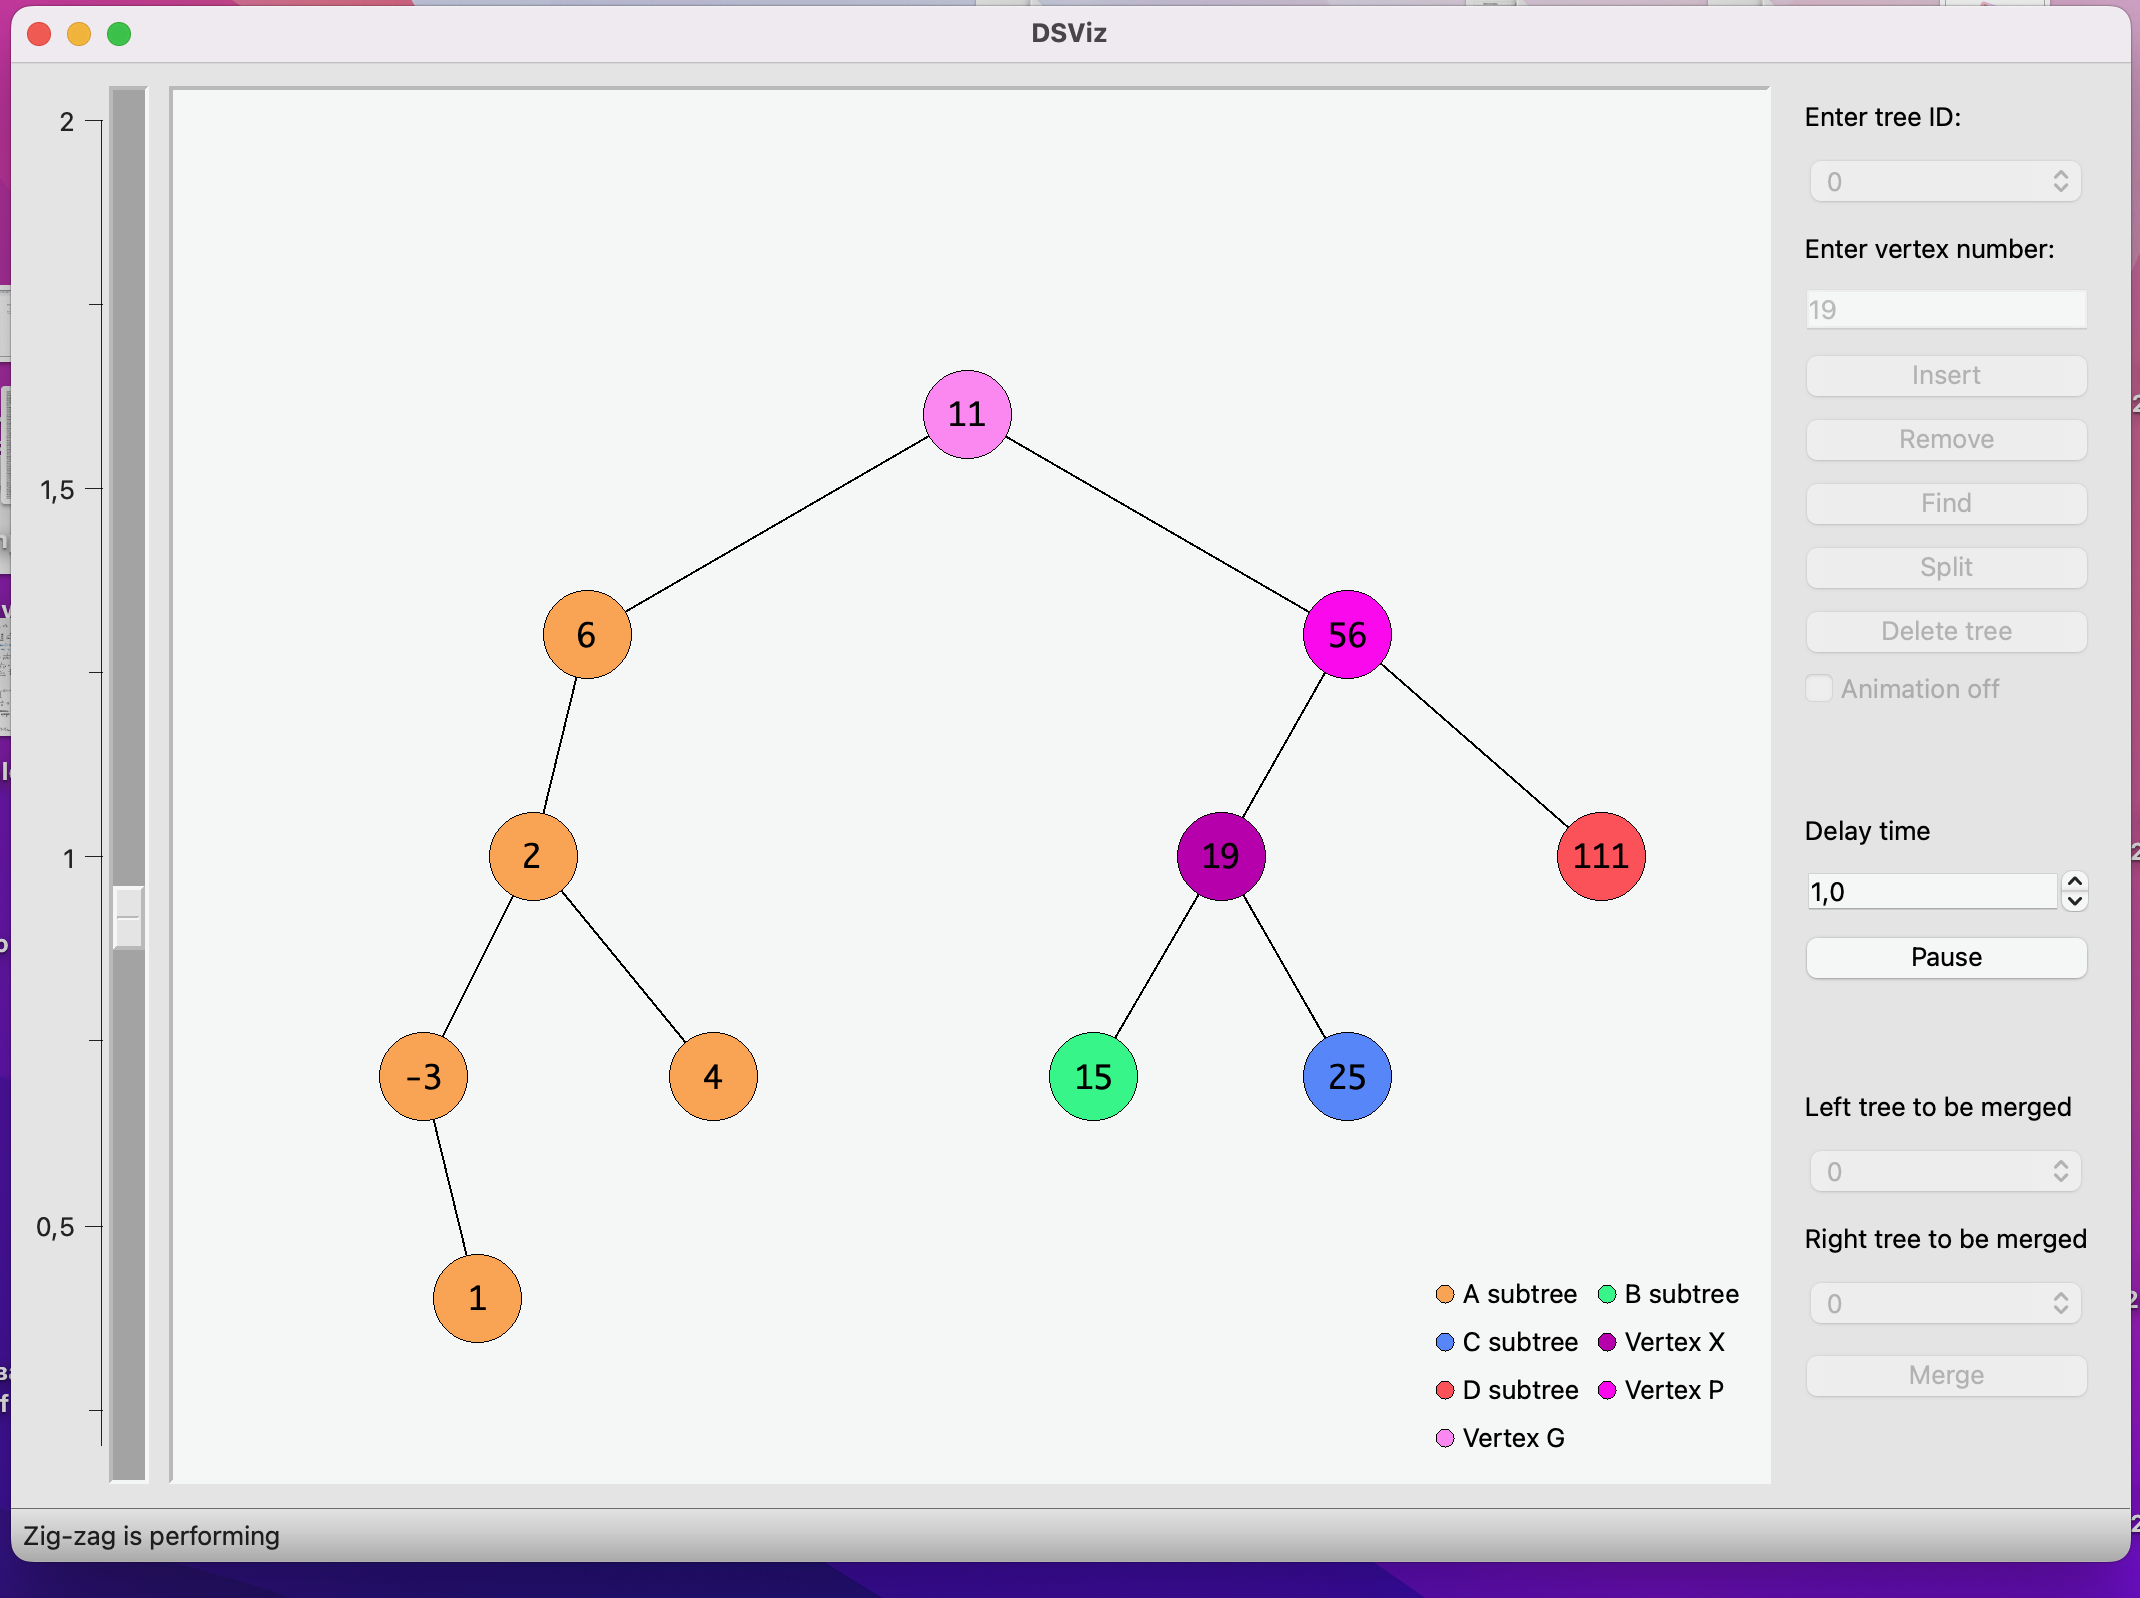 DSViz
2
1,5
1
0,5
11
6
56
2
19
111
-3
4
15
25
1
A subtree
B subtree
C subtree
Vertex X
D subtree
Vertex P
Vertex G
Enter tree ID:
0
Enter vertex number:
19
Insert
Remove
Find
Split
Delete tree
Animation off
Delay time
1,0
Pause
Left tree to be merged
0
Right tree to be merged
0
Merge
Zig-zag is performing